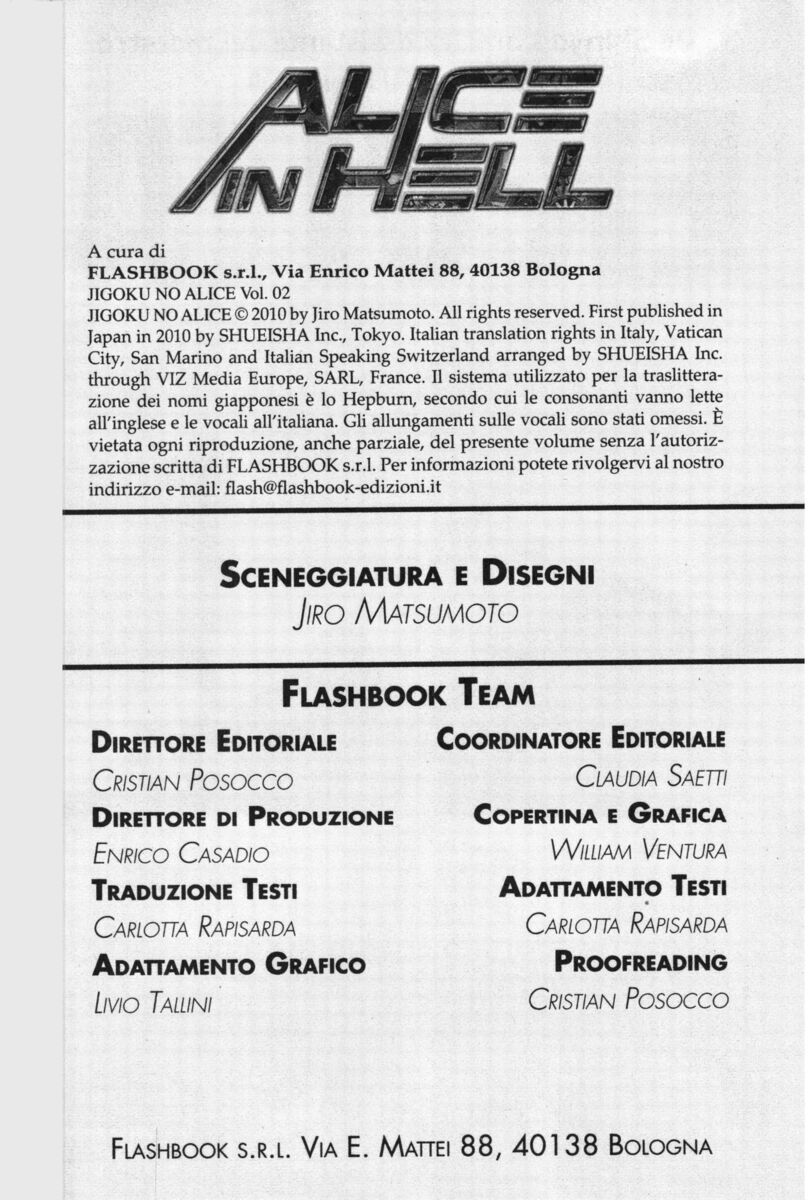 ALICE
IN HELL
A cura di
FLASHBOOK s.r.l., Via Enrico Mattei 88, 40138 Bologna
JIGOKU NO ALICE Vol. 02
JIGOKU NO ALICE © 2010 by Jiro Matsumoto. All rights reserved. First published in
Japan in 2010 by SHUEISHA Inc., Tokyo. Italian translation rights in Italy, Vatican
City, San Marino and Italian Speaking Switzerland arranged by SHUEISHA Inc.
through VIZ Media Europe, SARL, France. Il sistema utilizzato per la traslittera-
zione dei nomi giapponesi è lo Hepburn, secondo cui le consonanti vanno lette
all'inglese e le vocali all'italiana. Gli allungamenti sulle vocali sono stati omessi. È
vietata ogni riproduzione, anche parziale, del presente volume senza l'autoriz-
zazione scritta di FLASHBOOK s.r.l. Per informazioni potete rivolgervi al nostro
indirizzo e-mail: flash@flashbook-edizioni.it
SCENEGGIATURA E DISEGNI
JIRO MATSUMOTO
FLASHBOOK TEAM
DIRETTORE EDITORIALE
CRISTIAN POSOCCO
DIRETTORE DI PRODUZIONE
ENRICO CASADIO
TRADUZIONE TESTI
CARLOTTA RAPISARDA
ADATTAMENTO GRAFICO
LIVIO TALLINI
COORDINATORE EDITORIALE
CLAUDIA SAETTI
COPERTINA E GRAFICA
WILLIAM VENTURA
ADATTAMENTO TESTI
CARLOTTA RAPISARDA
PROOFREADING
CRISTIAN POSOCCO
FLASHBOOK S.R.L. VIA E. MATTEI 88, 40138 BOLOGNA